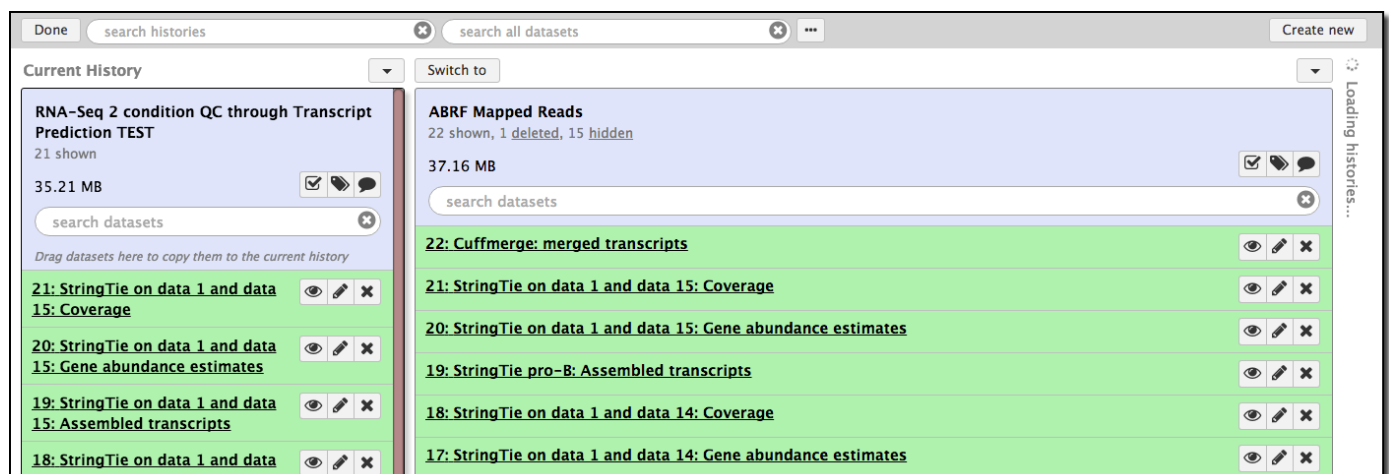 Done
search histories
search all datasets
Create new
Current History
Switch to
Loading histories...
RNA-Seq 2 condition QC through Transcript
Prediction TEST
21 shown
35.21 MB
search datasets
Drag datasets here to copy them to the current history
21: StringTie on data 1 and data
15: Coverage
20: StringTie on data 1 and data
15: Gene abundance estimates
19: StringTie on data 1 and data
15: Assembled transcripts
18: StringTie on data 1 and data
ABRF Mapped Reads
22 shown, 1 deleted, 15 hidden
37.16 MB
search datasets
22: Cuffmerge: merged transcripts
21: StringTie on data 1 and data 15: Coverage
20: StringTie on data 1 and data 15: Gene abundance estimates
19: StringTie pro-B: Assembled transcripts
18: StringTie on data 1 and data 14: Coverage
17: StringTie on data 1 and data 14: Gene abundance estimates